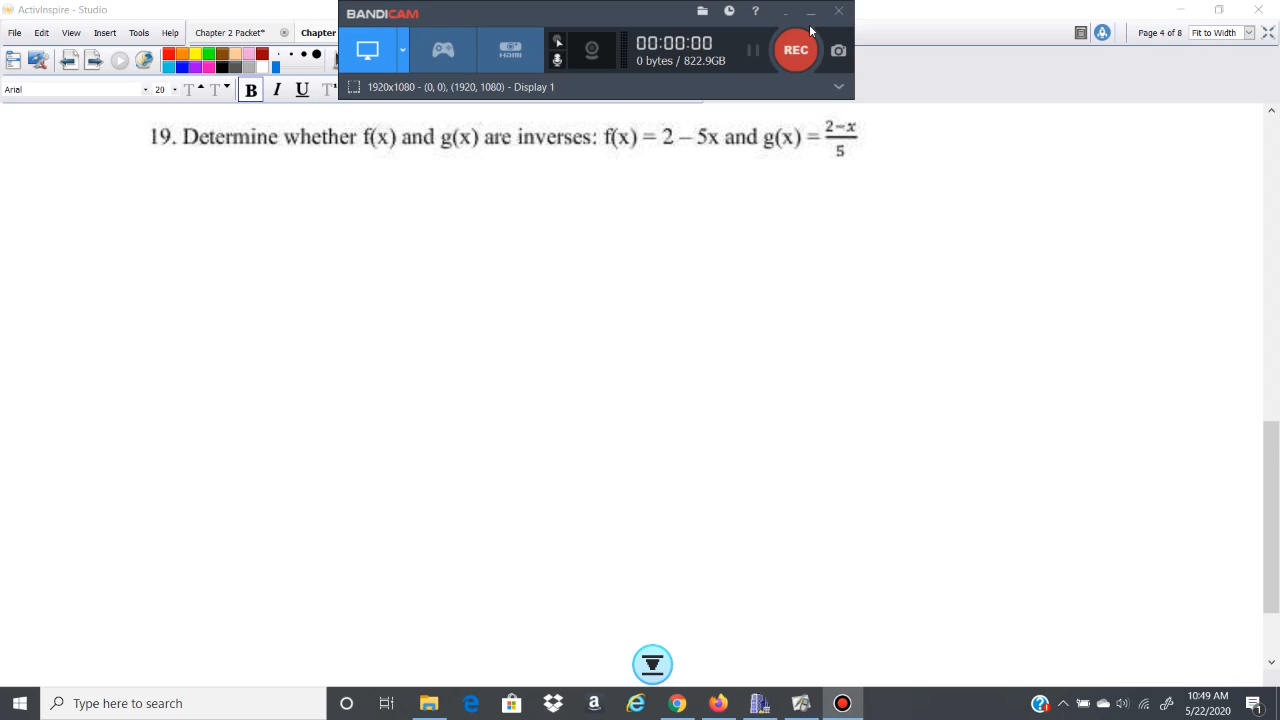 ActivInspire - Studio
BANDICAM
File Edit View Insert Tools Help Chapter 2 Packet* Chapter
00:00:00
0 bytes / 822.9GB
REC
HDMI
Page 4 of 8 Fit to Width
Arial 20 B I U
1920x1080 - (0, 0), (1920, 1080) - Display 1
19. Determine whether f(x) and g(x) are inverses: f(x) = 2 – 5x and g(x) = 2−x/5
Type here to search
10:49 AM
5/22/2020